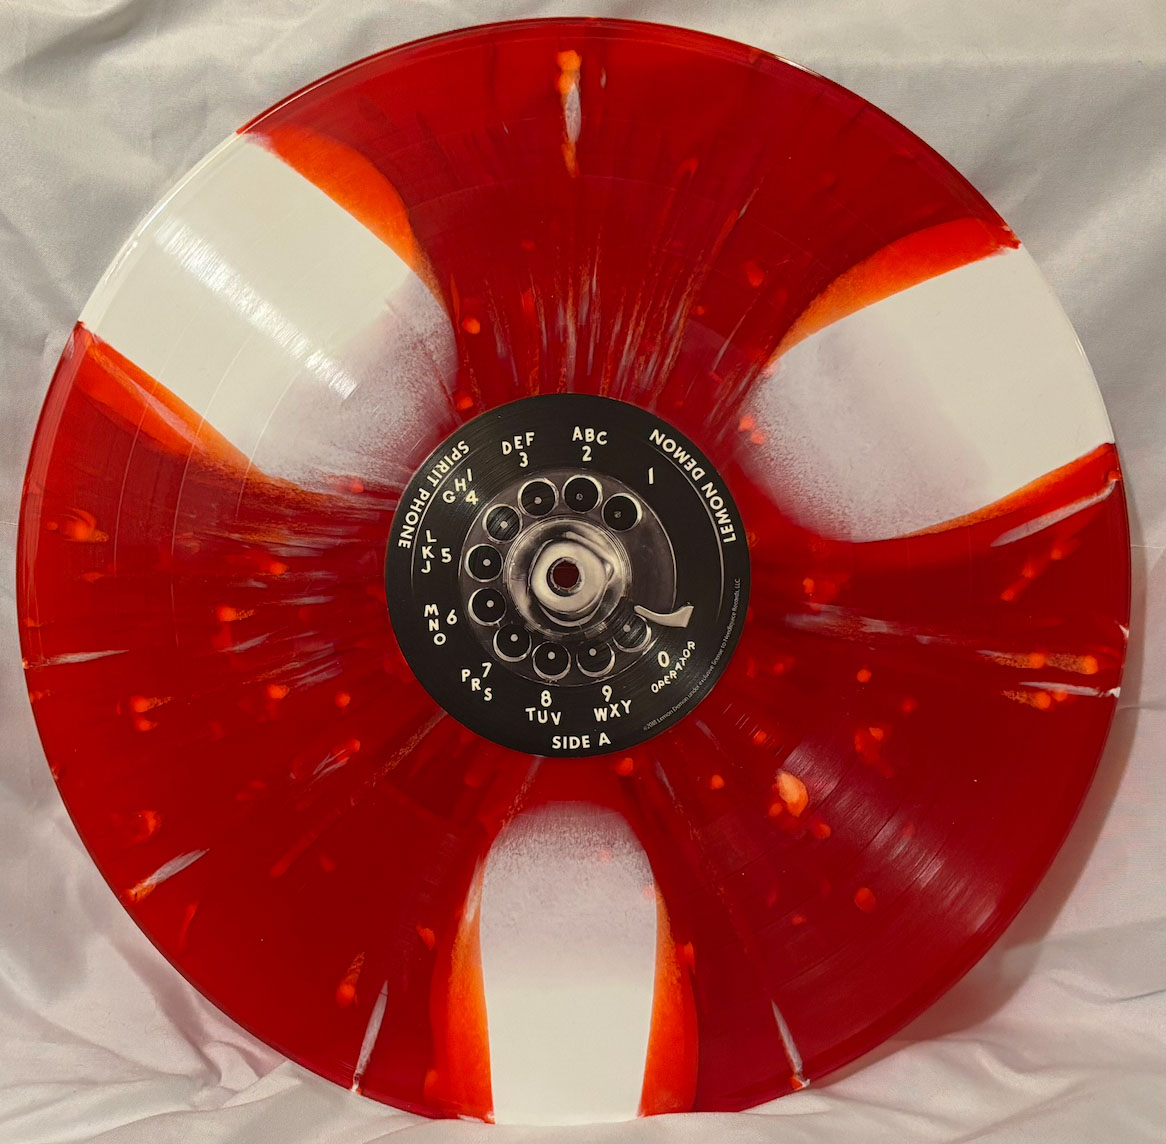 SPIRIT PHONE
LEMON DEMON
1
ABC
2
DEF
3
GHI
4
JKL
5
MNO
6
PRS
7
TUV
8
WXY
9
0
OPERATOR
SIDE A
©2018 Lemon Demon under exclusive license to Needlejuice Records, LLC.